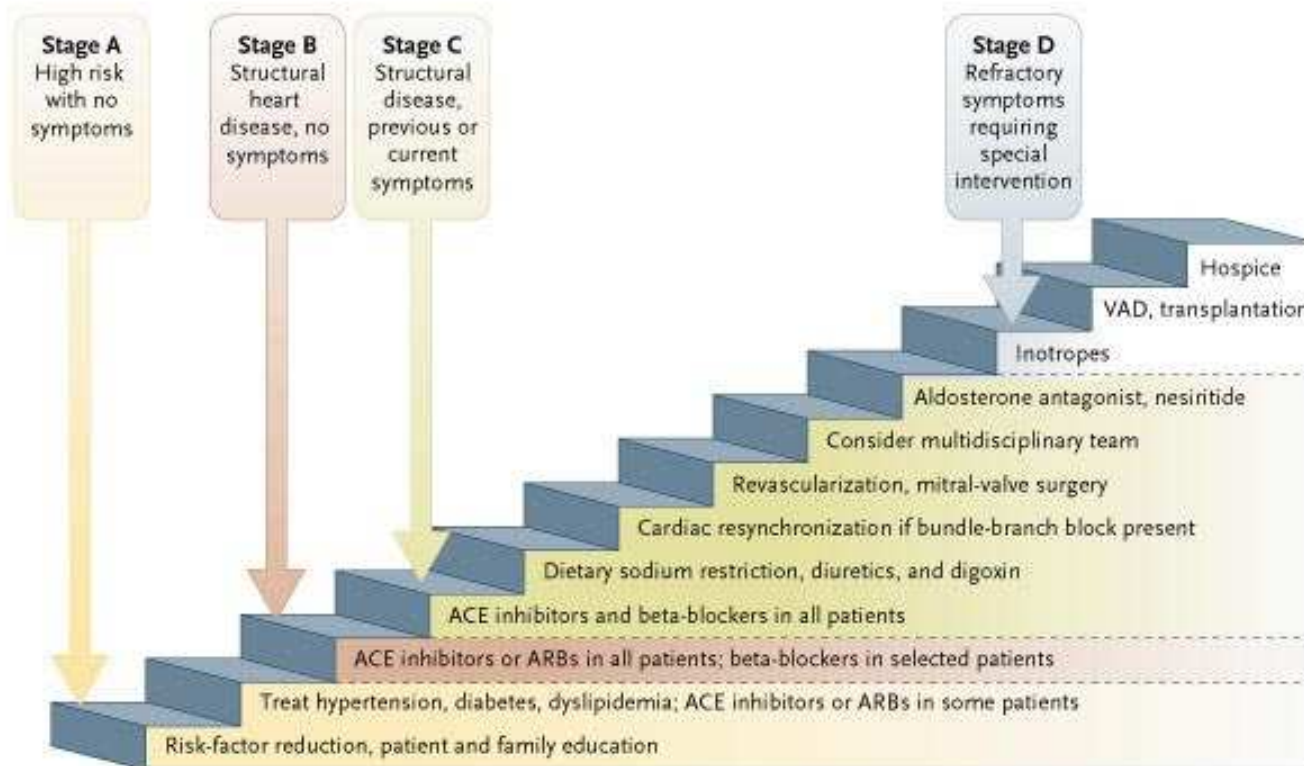 Stage A
High risk
with no
symptoms
Stage B
Structural
heart
disease, no
symptoms
Stage C
Structural
disease,
previous or
current
symptoms
Stage D
Refractory
symptoms
requiring
special
intervention
Hospice
VAD, transplantation
Inotropes
Aldosterone antagonist, nesiritide
Consider multidisciplinary team
Revascularization, mitral-valve surgery
Cardiac resynchronization if bundle-branch block present
Dietary sodium restriction, diuretics, and digoxin
ACE inhibitors and beta-blockers in all patients
ACE inhibitors or ARBs in all patients; beta-blockers in selected patients
Treat hypertension, diabetes, dyslipidemia; ACE inhibitors or ARBs in some patients
Risk-factor reduction, patient and family education